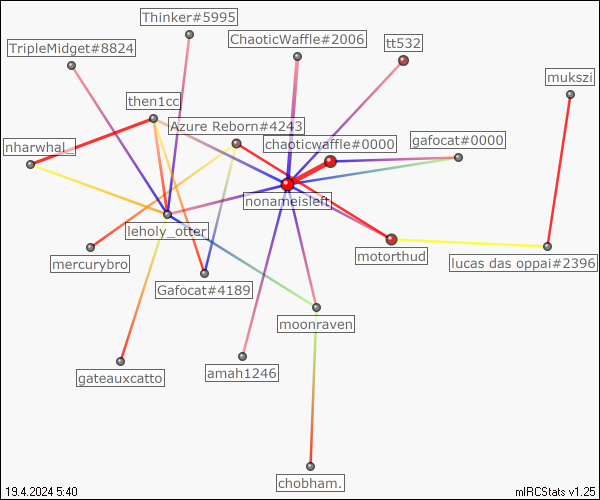 Thinker#5995
TripleMidget#8824
ChaoticWaffle#2006
tt532
mukszi
then1cc
Azure Reborn#4243
chaoticwaffle#0000
gafocat#0000
nharwhal_
nonameisleft
leholy_otter
motorthud
lucas das oppai#2396
mercurybro
Gafocat#4189
moonraven
gateauxcatto
amah1246
chobham.
19.4.2024 5:40
mIRCStats v1.25